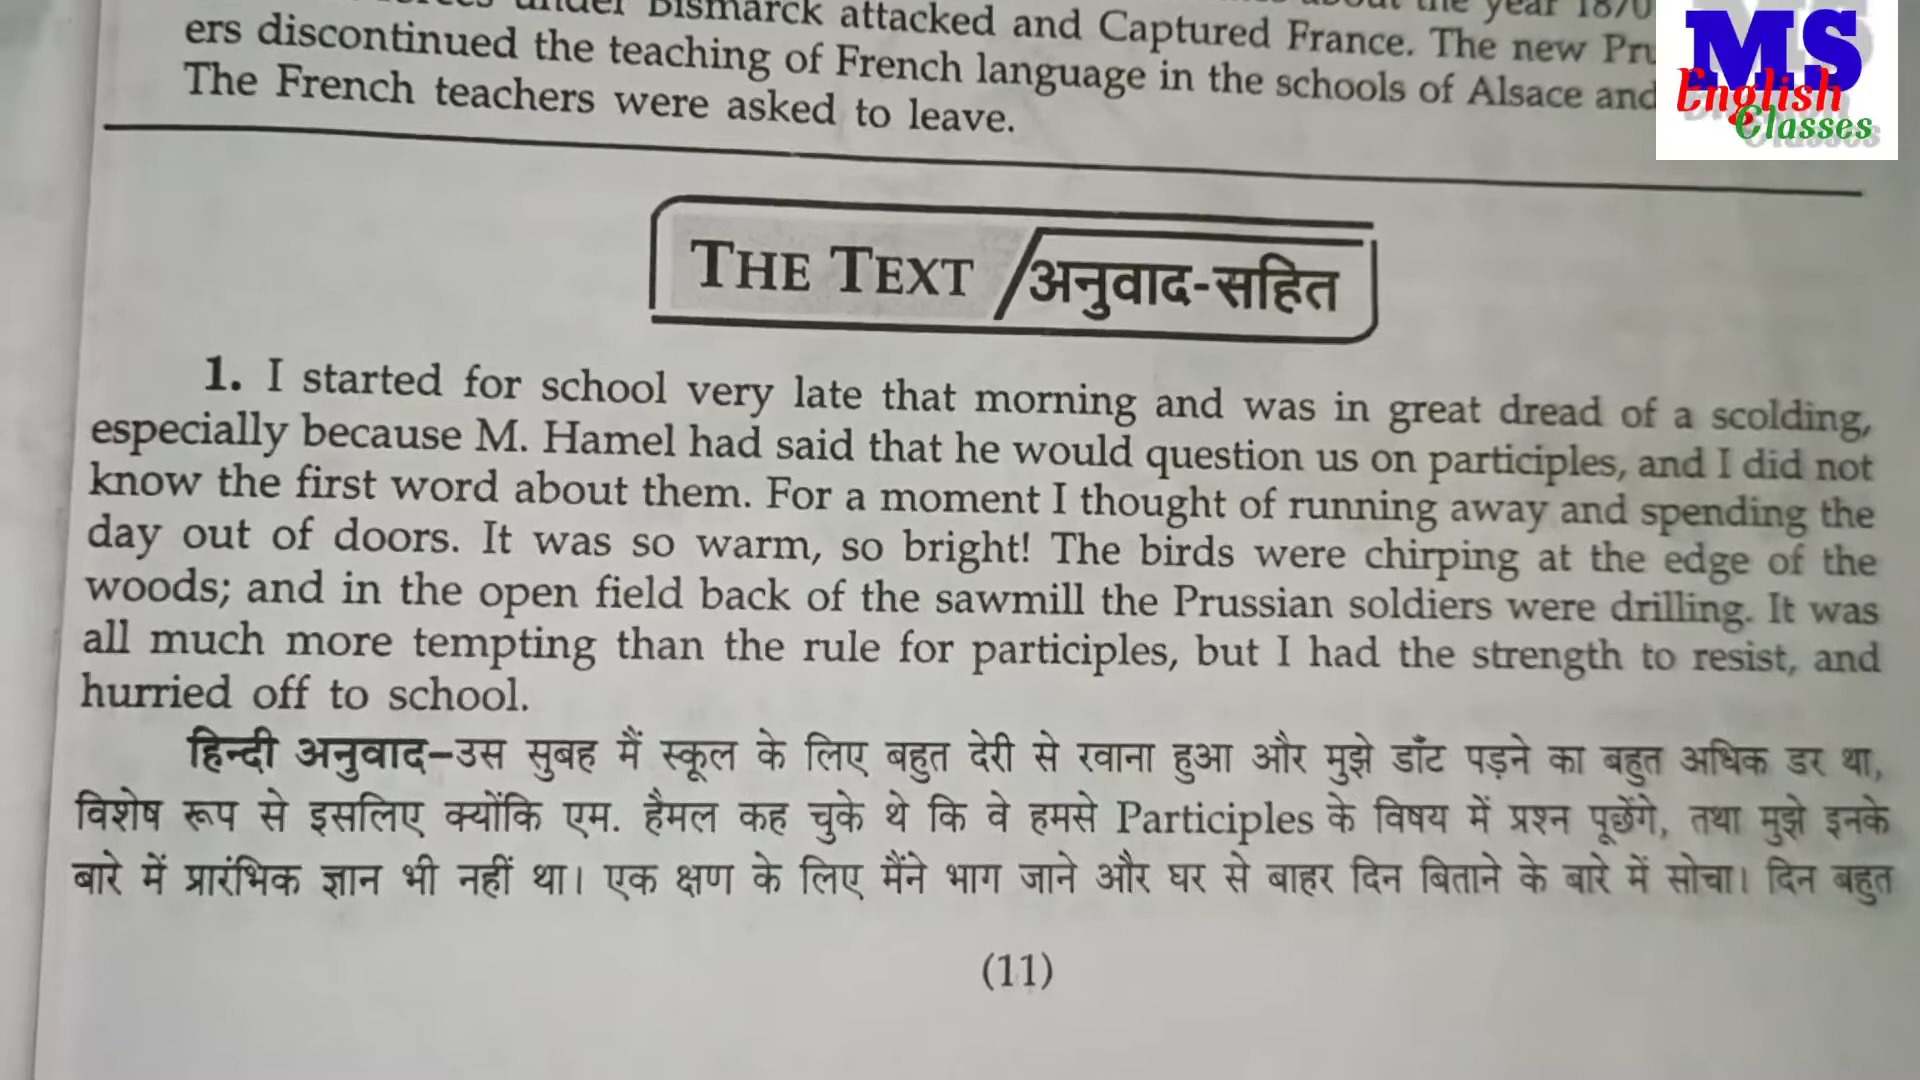 under Bismarck attacked and Captured France. The new
ers discontinued the teaching of French language in the schools of Alsace and
The French teachers were asked to leave.
MS
English
Classes
THE TEXT / अनुवाद-सहित
1. I started for school very late that morning and was in great dread of a scolding,
especially because M. Hamel had said that he would question us on participles, and I did not
know the first word about them. For a moment I thought of running away and spending the
day out of doors. It was so warm, so bright! The birds were chirping at the edge of the
woods; and in the open field back of the sawmill the Prussian soldiers were drilling. It was
all much more tempting than the rule for participles, but I had the strength to resist, and
hurried off to school.
हिन्दी अनुवाद–उस सुबह मैं स्कूल के लिए बहुत देरी से रवाना हुआ और मुझे डाँट पड़ने का बहुत अधिक डर था,
विशेष रूप से इसलिए क्योंकि एम. हैमल कह चुके थे कि वे हमसे Participles के विषय में प्रश्न पूछेंगे, तथा मुझे इनके
बारे में प्रारंभिक ज्ञान भी नहीं था। एक क्षण के लिए मैंने भाग जाने और घर से बाहर दिन बिताने के बारे में सोचा। दिन बहुत
(11)